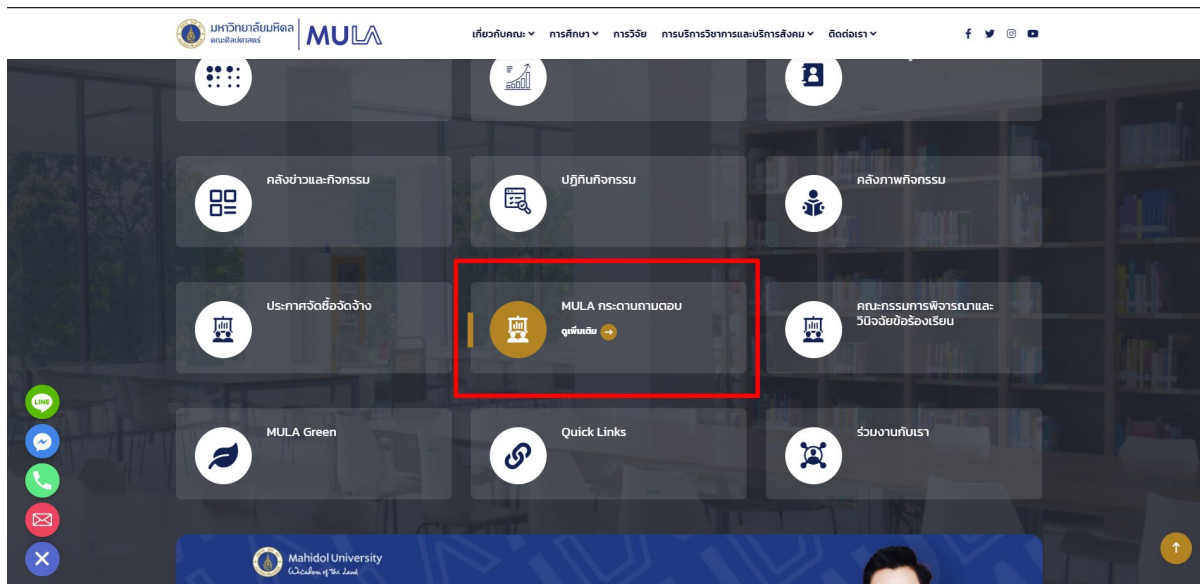 มหาวิทยาลัยมหิดล
คณะศิลปศาสตร์
MULA
เกี่ยวกับคณะ การศึกษา การวิจัย การบริการวิชาการและบริการสังคม ติดต่อเรา
คลังข่าวและกิจกรรม
ปฏิทินกิจกรรม
คลังภาพกิจกรรม
ประกาศจัดซื้อจัดจ้าง
MULA กระดานถามตอบ
ดูเพิ่มเติม
คณะกรรมการพิจารณาและ
วินิจฉัยข้อร้องเรียน
LINE
MULA Green
Quick Links
ร่วมงานกับเรา
Mahidol University
Wisdom of the Land